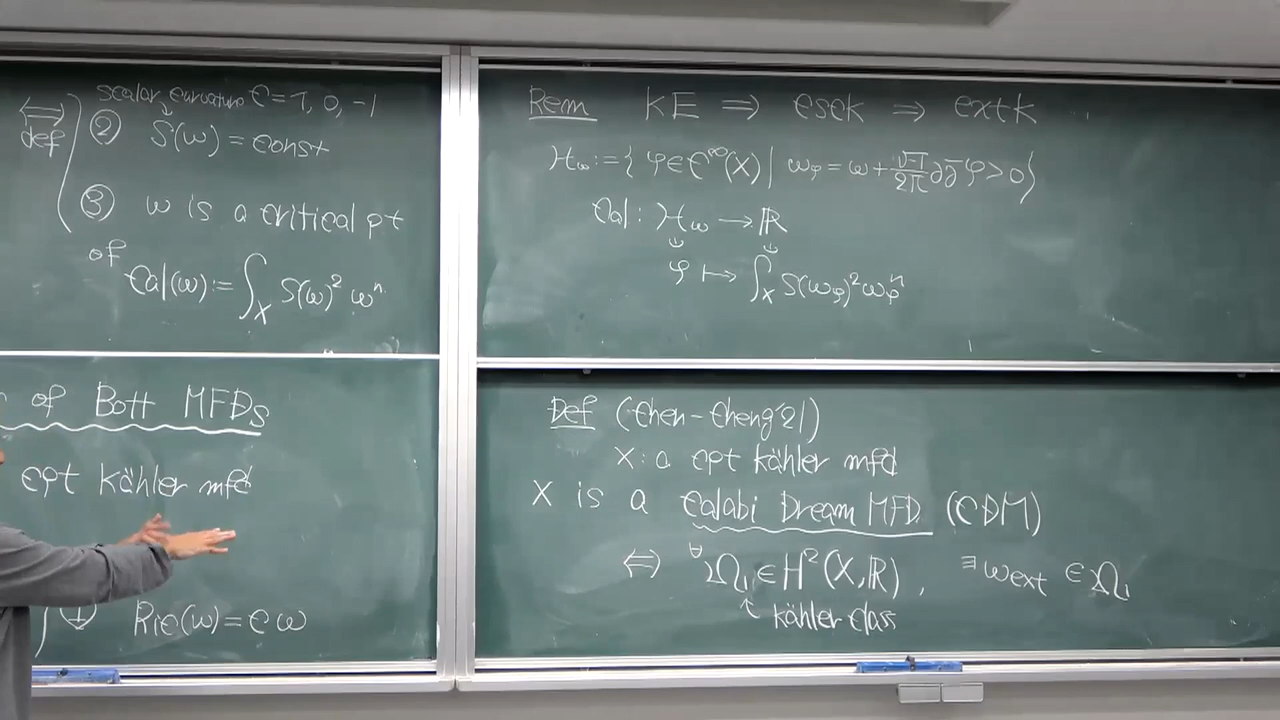 scalar curvature C = 1, 0, -1
⟺ def ② S(ω) = const
③ ω is a critical pt
of Cal(ω) := ∫_X S(ω)² ωⁿ
of Bott MFDs
cpt kähler mfd
① Ric(ω) = c ω
Rem KE ⇒ cscK ⇒ extK
H_ω := { φ ∈ C^∞(X) | ω_φ = ω + √-1/2π ∂∂̄φ > 0 }
Cal : H_ω → ℝ
φ ↦ ∫_X S(ω_φ)² ω_φⁿ
Def (Chen-Cheng '21)
X : a cpt kähler mfd
X is a Calabi Dream MFD (CDM)
⟺ ∀Ω ∈ H²(X, ℝ), ∃ω_ext ∈ Ω
kähler class